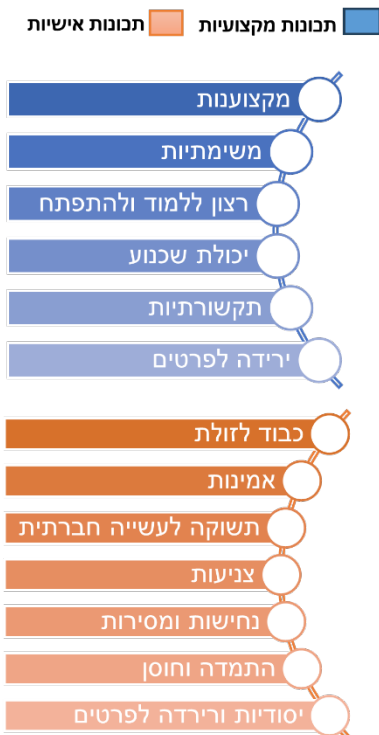 תכונות מקצועיות
תכונות אישיות
מקצוענות
משימתיות
רצון ללמוד ולהתפתח
יכולת שכנוע
תקשורתיות
ירידה לפרטים
כבוד לזולת
אמינות
תשוקה לעשייה חברתית
צניעות
נחישות ומסירות
התמדה וחוסן
יסודיות ורירדה לפרטים